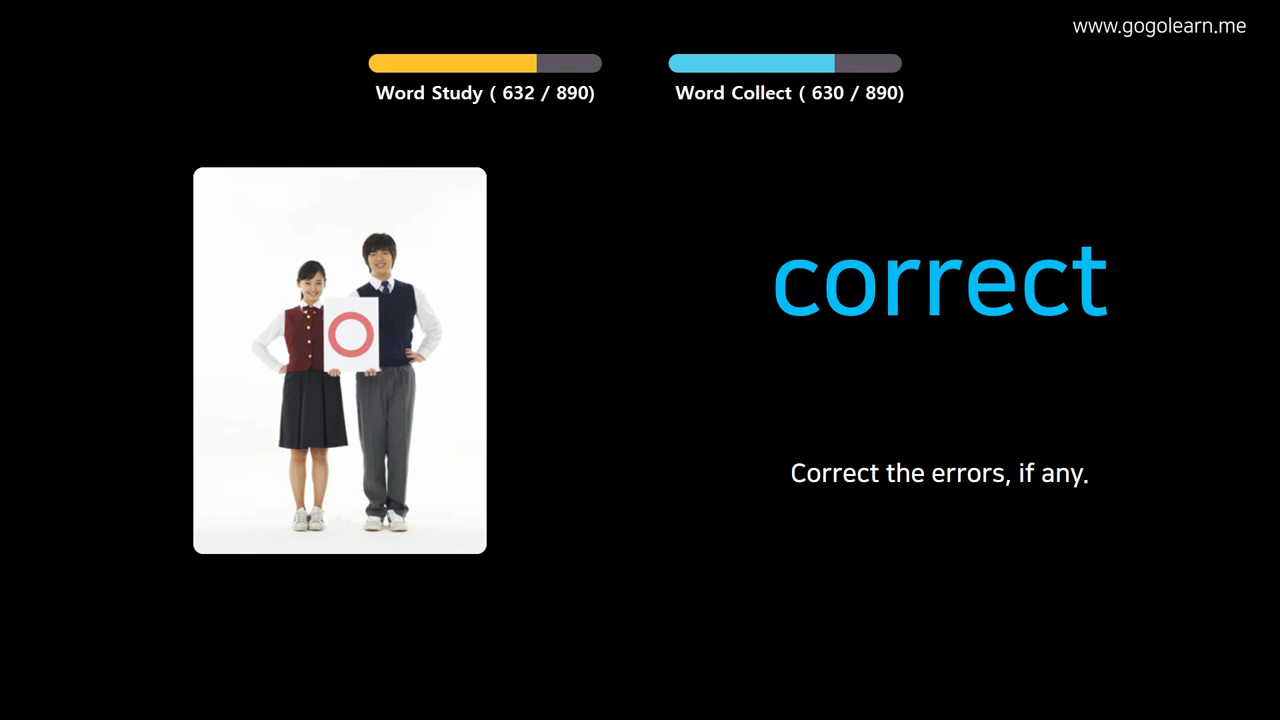 www.gogolearn.me
Word Study ( 632 / 890)
Word Collect ( 630 / 890)
correct
Correct the errors, if any.